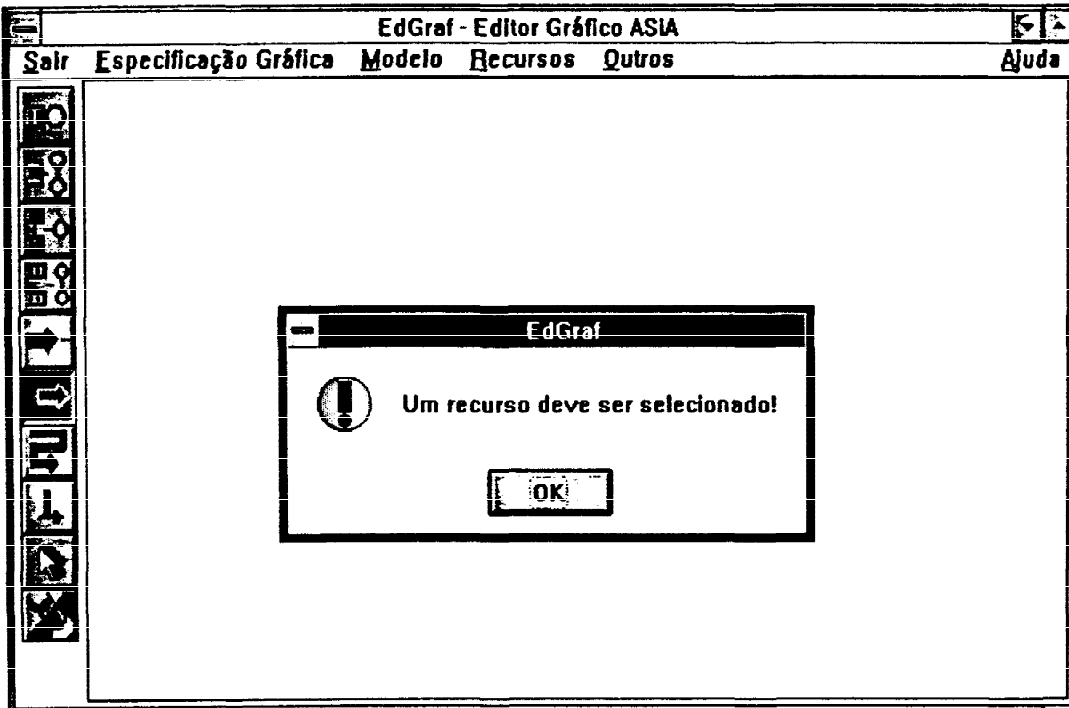 EdGraf - Editor Gráfico ASIA
Sair Especificação Gráfica Modelo Recursos Outros Ajuda
EdGraf
Um recurso deve ser selecionado!
OK